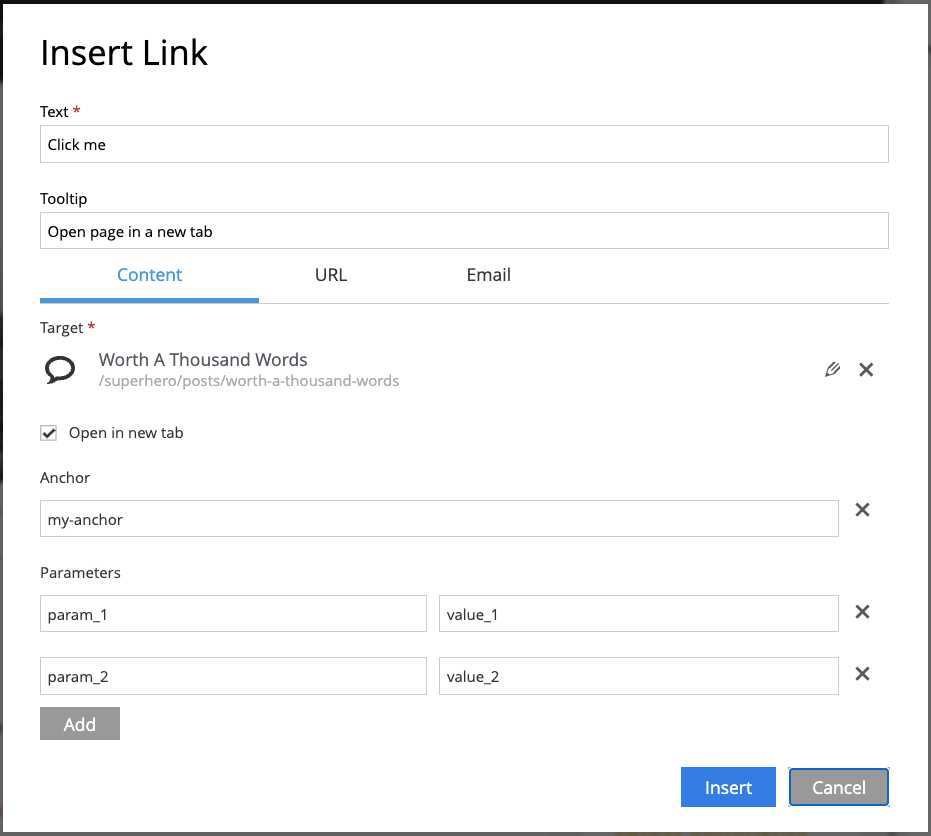 Insert Link
Text *
Click me
Tooltip
Open page in a new tab
Content URL Email
Target *
Worth A Thousand Words
/superhero/posts/worth-a-thousand-words
Open in new tab
Anchor
my-anchor
Parameters
param_1 value_1
param_2 value_2
Add
Insert Cancel